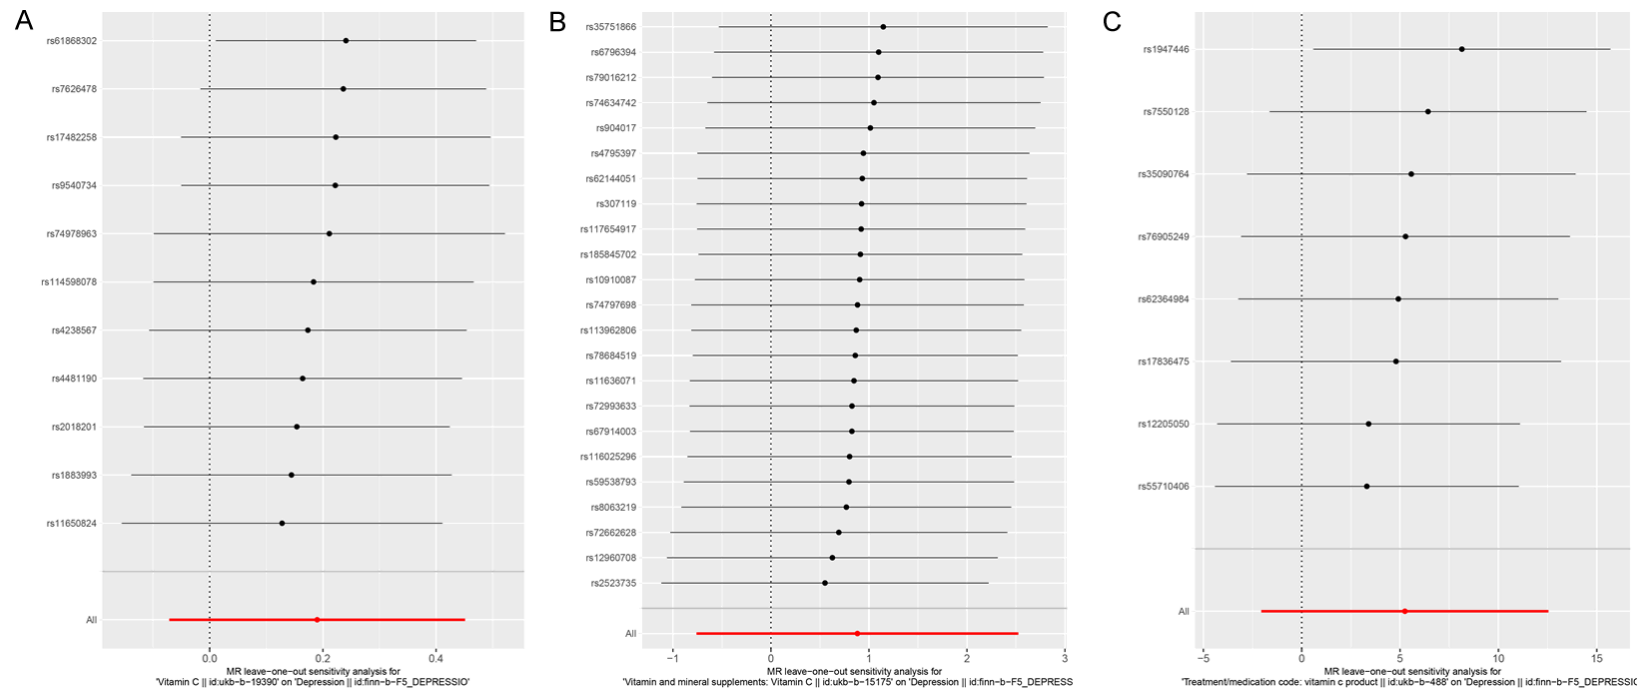 A
rs61868302
rs7626478
rs17482258
rs9540734
rs74978963
rs114598078
rs4238567
rs4481190
rs2018201
rs1883993
rs11650824
All
0.0 0.2 0.4
MR leave−one−out sensitivity analysis for
'Vitamin C || id:ukb−b−19390' on 'Depression || id:finn−b−F5_DEPRESSIO'
B
rs35751866
rs6796394
rs79016212
rs74634742
rs904017
rs4795397
rs62144051
rs307119
rs117654917
rs185845702
rs10910087
rs74797698
rs113962806
rs78684519
rs11636071
rs72993633
rs67914003
rs116025296
rs59538793
rs8063219
rs72662628
rs12960708
rs2523735
All
−1 0 1 2 3
MR leave−one−out sensitivity analysis for
'Vitamin and mineral supplements: Vitamin C || id:ukb−b−15175' on 'Depression || id:finn−b−F5_DEPRESS
C
rs1947446
rs7550128
rs35090764
rs76905249
rs62364984
rs17836475
rs12205050
rs55710406
All
−5 0 5 10 15
MR leave−one−out sensitivity analysis for
'Treatment/medication code: vitamin c product || id:ukb−b−488' on 'Depression || id:finn−b−F5_DEPRESSIO